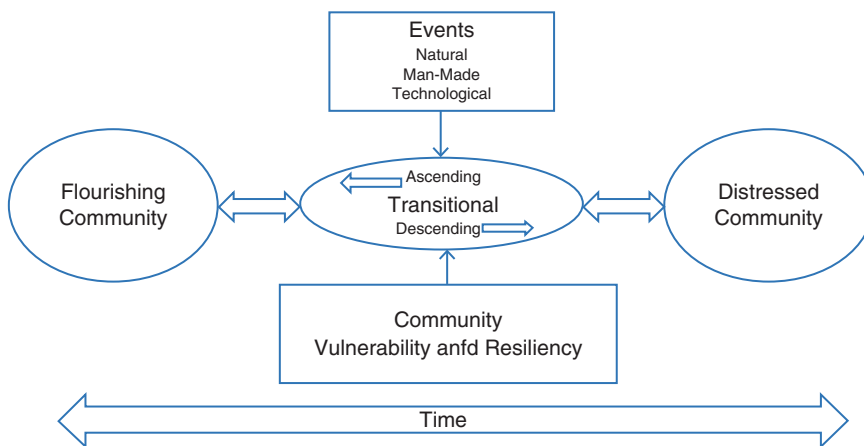 Events
Natural
Man-Made
Technological
Flourishing
Community
Ascending
Transitional
Descending
Distressed
Community
Community
Vulnerability anfd Resiliency
Time